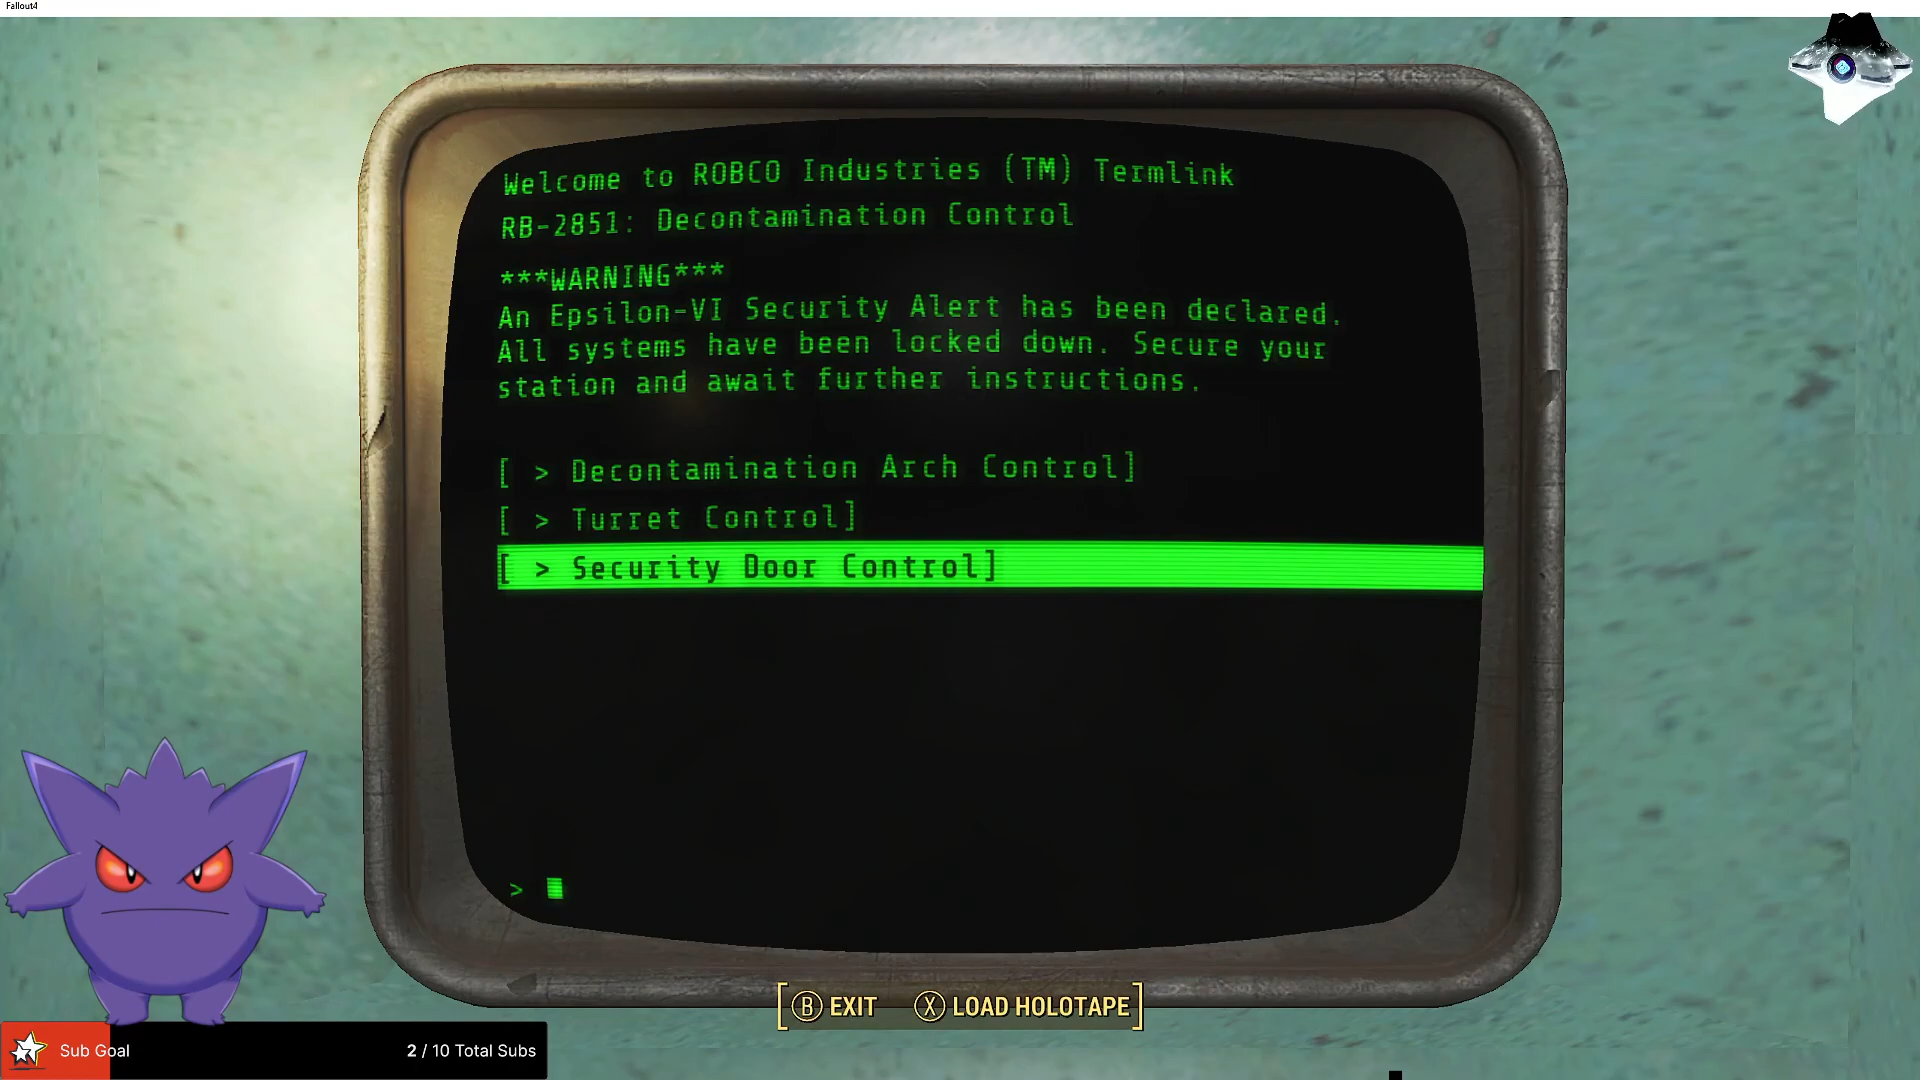 Fallout4
Welcome to ROBCO Industries (TM) Termlink
RB-2851: Decontamination Control
***WARNING***
An Epsilon-VI Security Alert has been declared.
All systems have been locked down. Secure your
station and await further instructions.
[ > Decontamination Arch Control]
[ > Turret Control]
[ > Security Door Control]
>
B EXIT X LOAD HOLOTAPE
Sub Goal 2 / 10 Total Subs